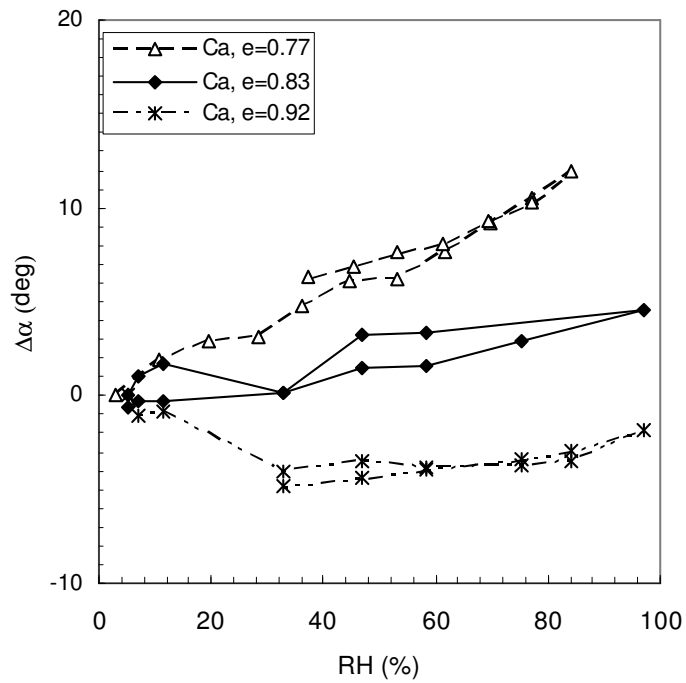 20
Ca, e=0.77
Ca, e=0.83
Ca, e=0.92
10
Δα (deg)
0
-10
0 20 40 60 80 100
RH (%)